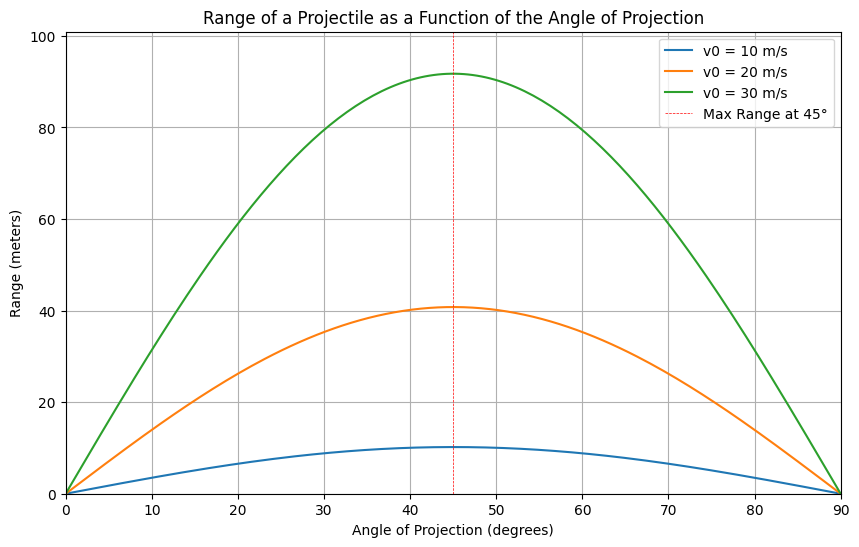 Range of a Projectile as a Function of the Angle of Projection
v0 = 10 m/s
v0 = 20 m/s
v0 = 30 m/s
Max Range at 45°
Range (meters)
100
80
60
40
20
0
0 10 20 30 40 50 60 70 80 90
Angle of Projection (degrees)